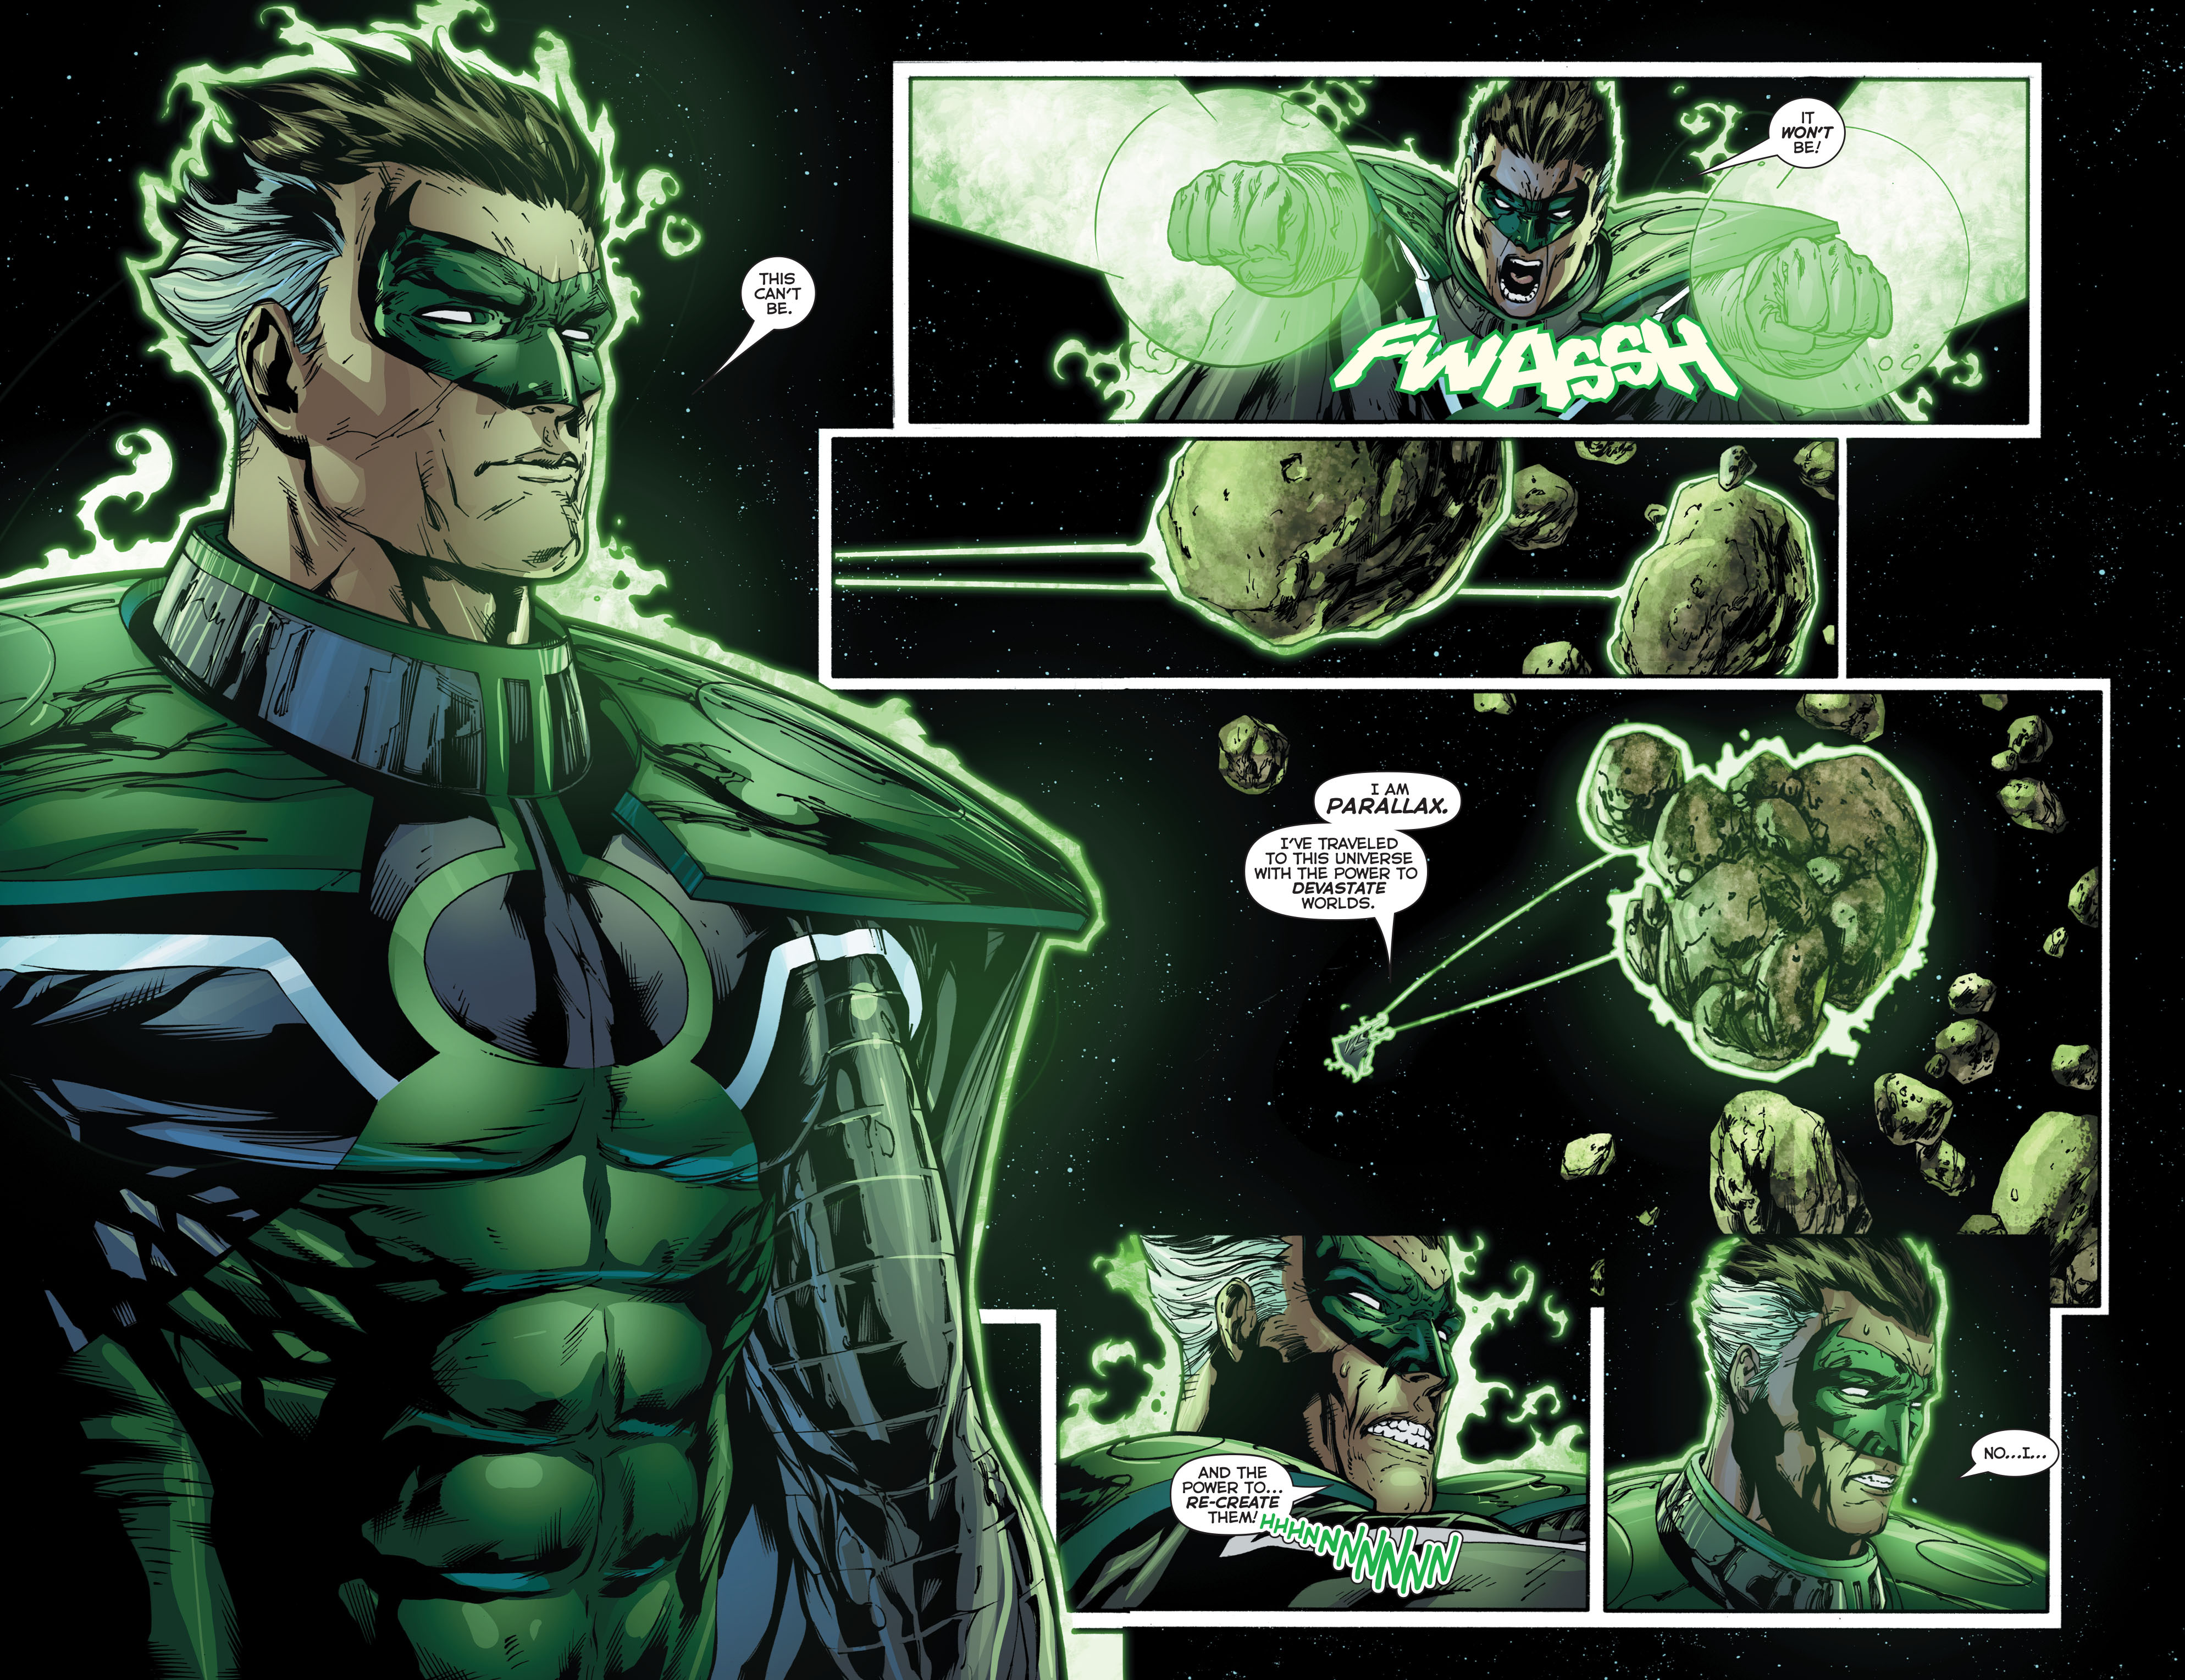 THIS
CAN'T
BE.
IT
WON'T
BE!
FWASSH
I AM
PARALLAX.
I'VE TRAVELED
TO THIS UNIVERSE
WITH THE POWER TO
DEVASTATE
WORLDS.
AND THE
POWER TO...
RE-CREATE
THEM!
HHHNNNNNNNN
NO...I...